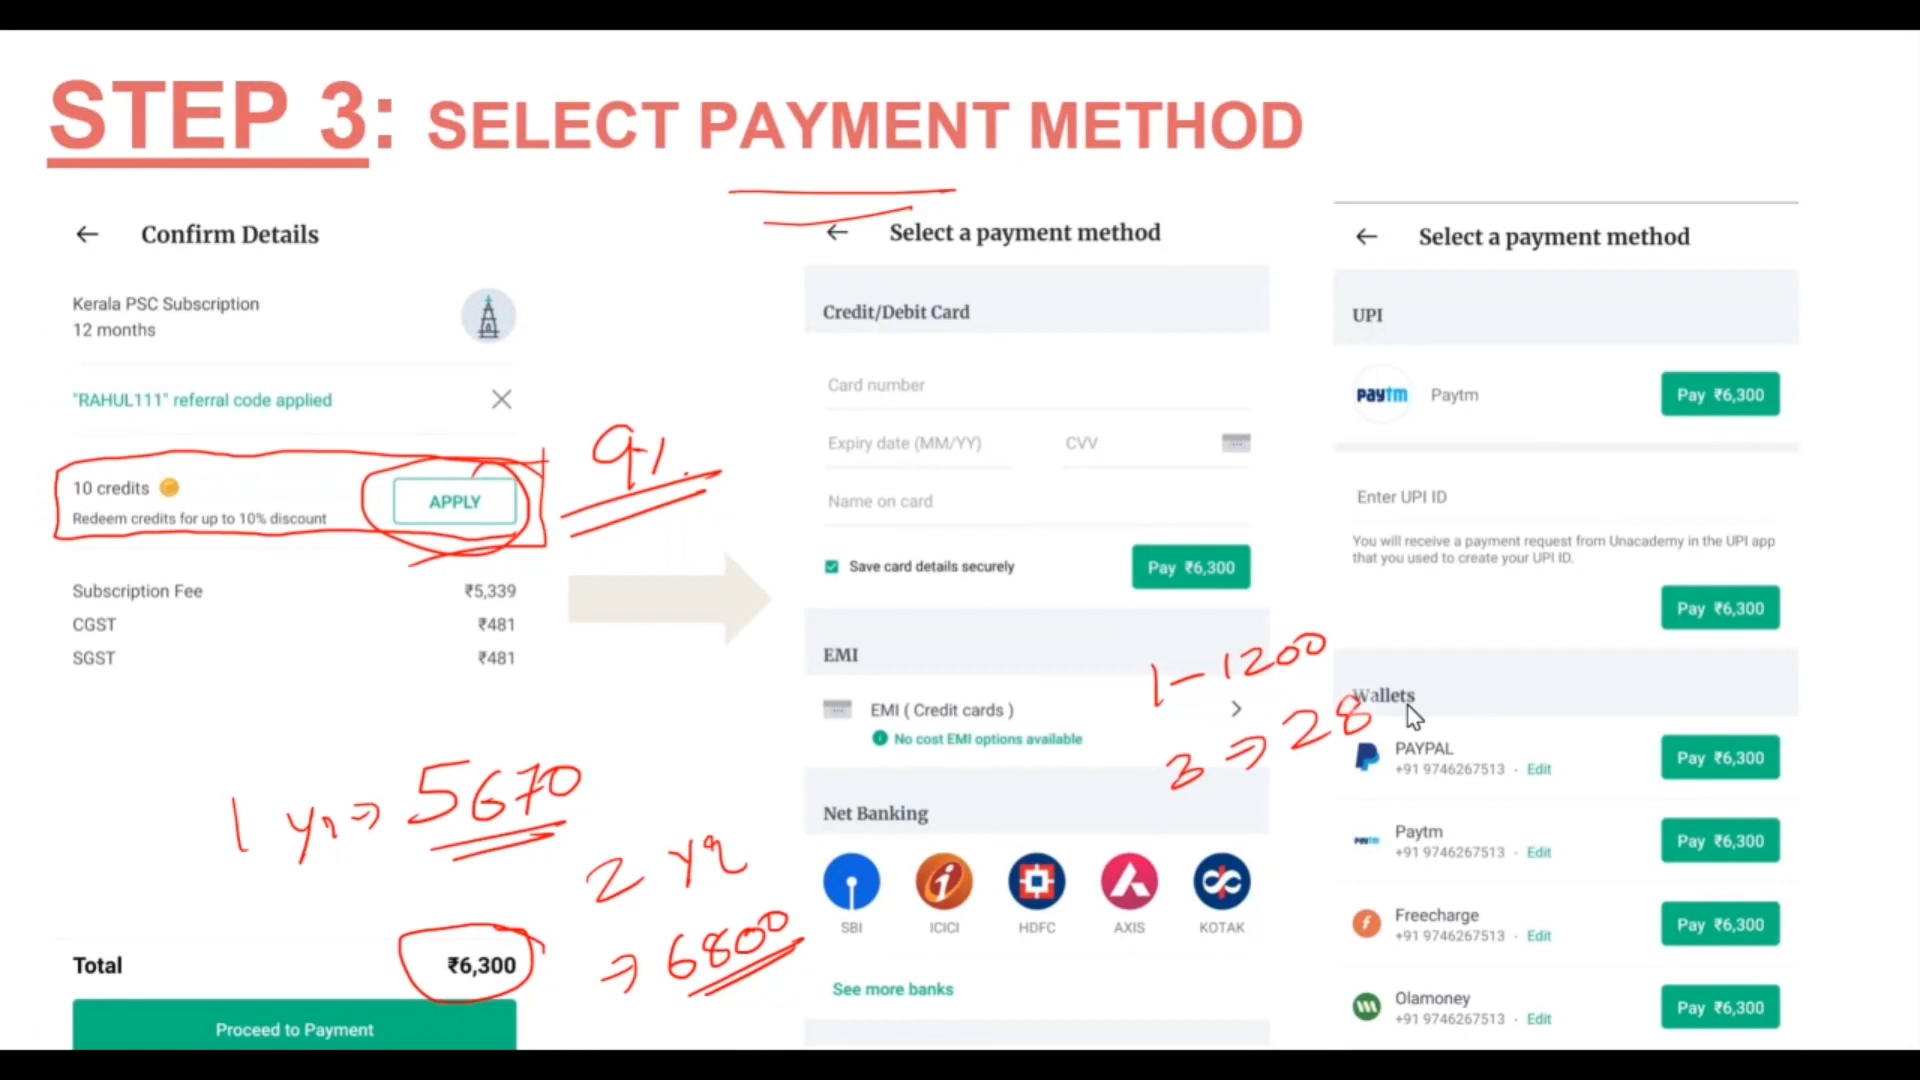 STEP 3: SELECT PAYMENT METHOD
Confirm Details
Kerala PSC Subscription
12 months
"RAHUL111" referral code applied
10 credits
APPLY
Redeem credits for up to 10% discount
Subscription Fee ₹5,339
CGST ₹481
SGST ₹481
1 yr ⇒ 5670
2 yr
→ 6800
Total ₹6,300
Proceed to Payment
Select a payment method
Credit/Debit Card
Card number
Expiry date (MM/YY) CVV
Name on card
Save card details securely Pay ₹6,300
EMI
1 - 1200
EMI ( Credit cards )
No cost EMI options available
3 ⇒ 28
Net Banking
SBI ICICI HDFC AXIS KOTAK
See more banks
Select a payment method
UPI
paytm Paytm Pay ₹6,300
Enter UPI ID
You will receive a payment request from Unacademy in the UPI app
that you used to create your UPI ID.
Pay ₹6,300
Wallets
PAYPAL
+91 9746267513 · Edit Pay ₹6,300
Paytm
+91 9746267513 · Edit Pay ₹6,300
Freecharge
+91 9746267513 · Edit Pay ₹6,300
Olamoney
+91 9746267513 · Edit Pay ₹6,300